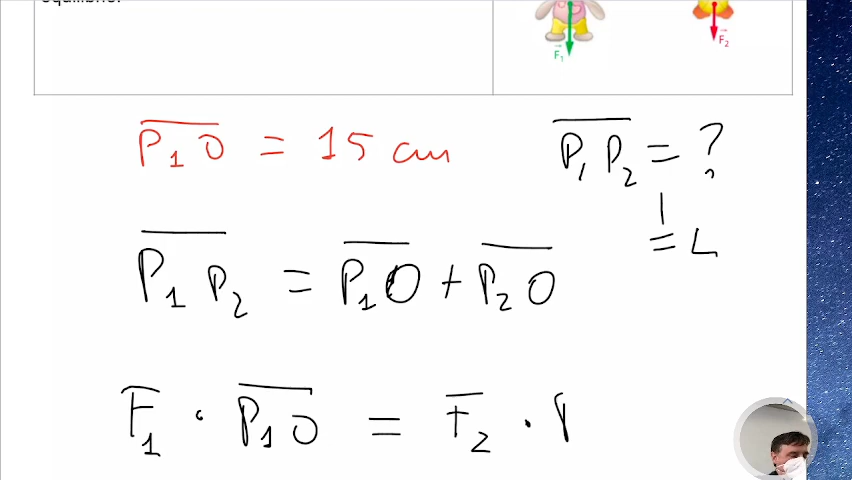 F₁ F₂
P₁O = 15 cm P₁P₂ = ?
= L
P₁P₂ = P₁O + P₂O
F₁ · P₁O = F₂ ·